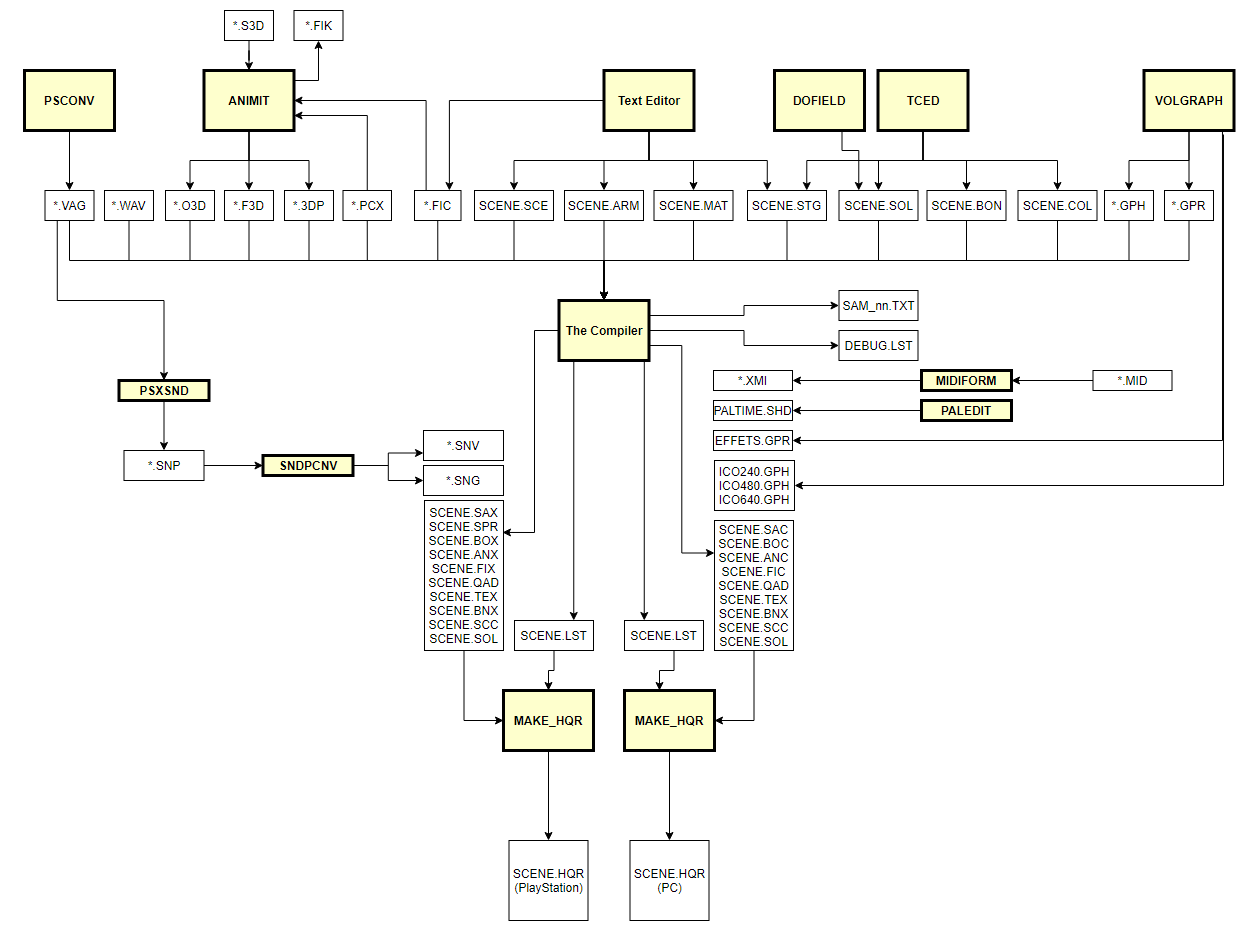 *.S3D
*.FIK
PSCONV
ANIMIT
Text Editor
DOFIELD
TCED
VOLGRAPH
*.VAG
*.WAV
*.O3D
*.F3D
*.3DP
*.PCX
*.FIC
SCENE.SCE
SCENE.ARM
SCENE.MAT
SCENE.STG
SCENE.SOL
SCENE.BON
SCENE.COL
*.GPH
*.GPR
The Compiler
SAM_nn.TXT
DEBUG.LST
PSXSND
*.XMI
MIDIFORM
*.MID
PALTIME.SHD
PALEDIT
EFFETS.GPR
*.SNP
SNDPCNV
*.SNV
*.SNG
ICO240.GPH
ICO480.GPH
ICO640.GPH
SCENE.SAX
SCENE.SPR
SCENE.BOX
SCENE.ANX
SCENE.FIX
SCENE.QAD
SCENE.TEX
SCENE.BNX
SCENE.SCC
SCENE.SOL
SCENE.LST
SCENE.LST
SCENE.SAC
SCENE.BOC
SCENE.ANC
SCENE.FIC
SCENE.QAD
SCENE.TEX
SCENE.BNX
SCENE.SCC
SCENE.SOL
MAKE_HQR
MAKE_HQR
SCENE.HQR
(PlayStation)
SCENE.HQR
(PC)